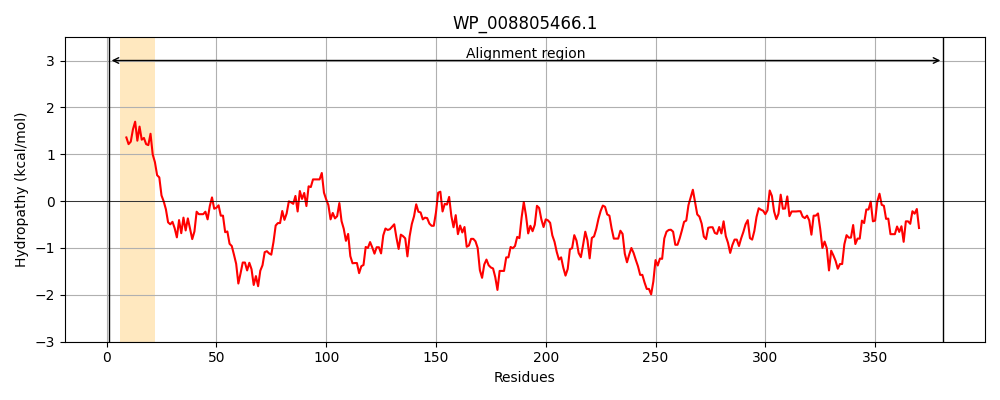 WP_008805466.1
Alignment region
Hydropathy (kcal/mol)
3
2
1
0
−1
−2
−3
0 50 100 150 200 250 300 350
Residues